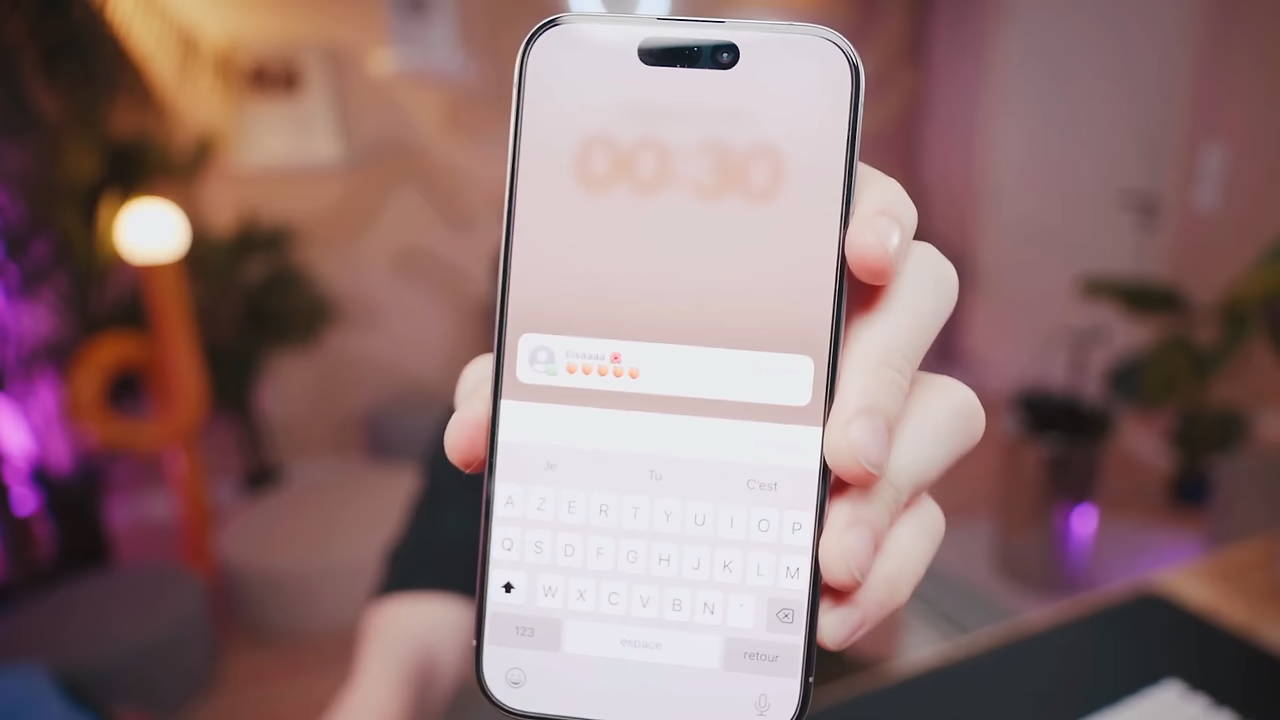 00:30
Elsaaaa 🌺
🍑🍑🍑🍑🍑
Je Tu C'est
A Z E R T Y U I O P
Q S D F G H J K L M
W X C V B N '
123 espace retour